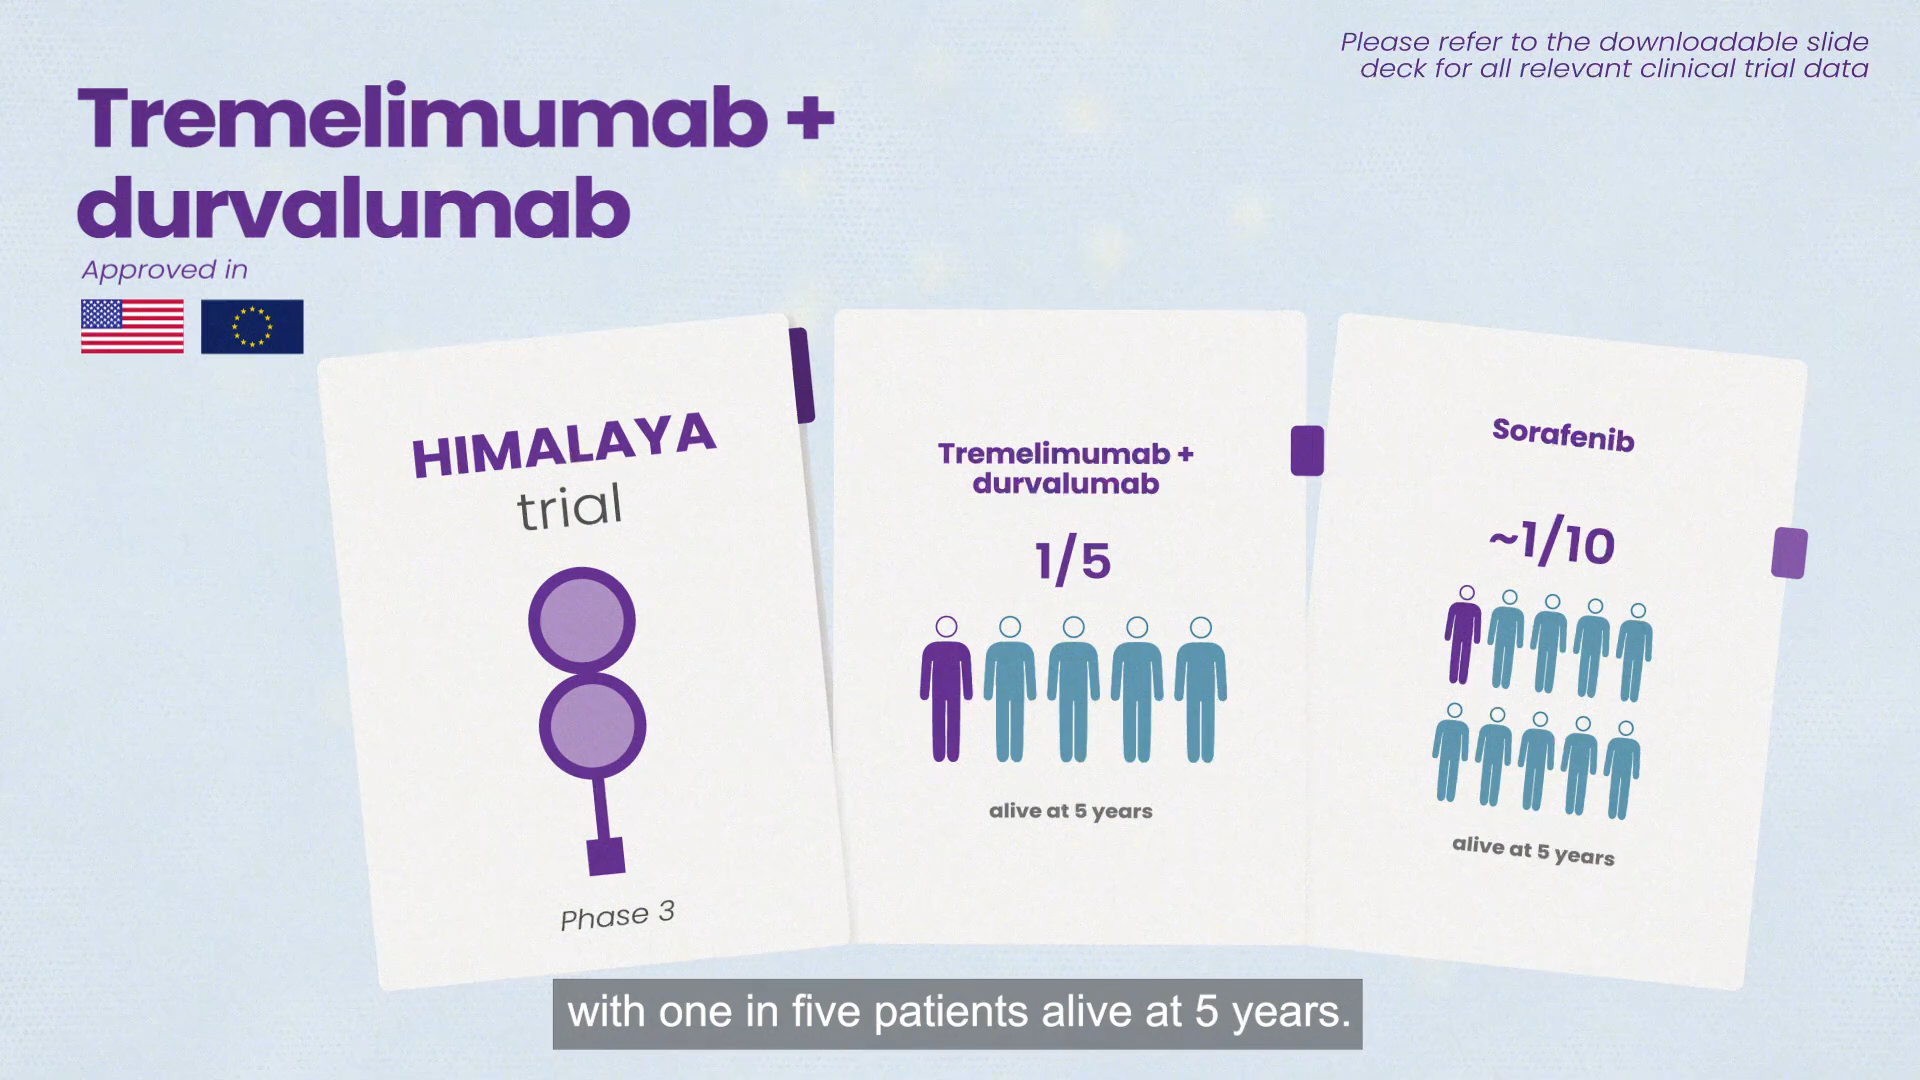 Please refer to the downloadable slide
deck for all relevant clinical trial data
Tremelimumab +
durvalumab
Approved in
HIMALAYA
trial
Phase 3
Tremelimumab +
durvalumab
1/5
alive at 5 years
Sorafenib
~1/10
alive at 5 years
with one in five patients alive at 5 years.